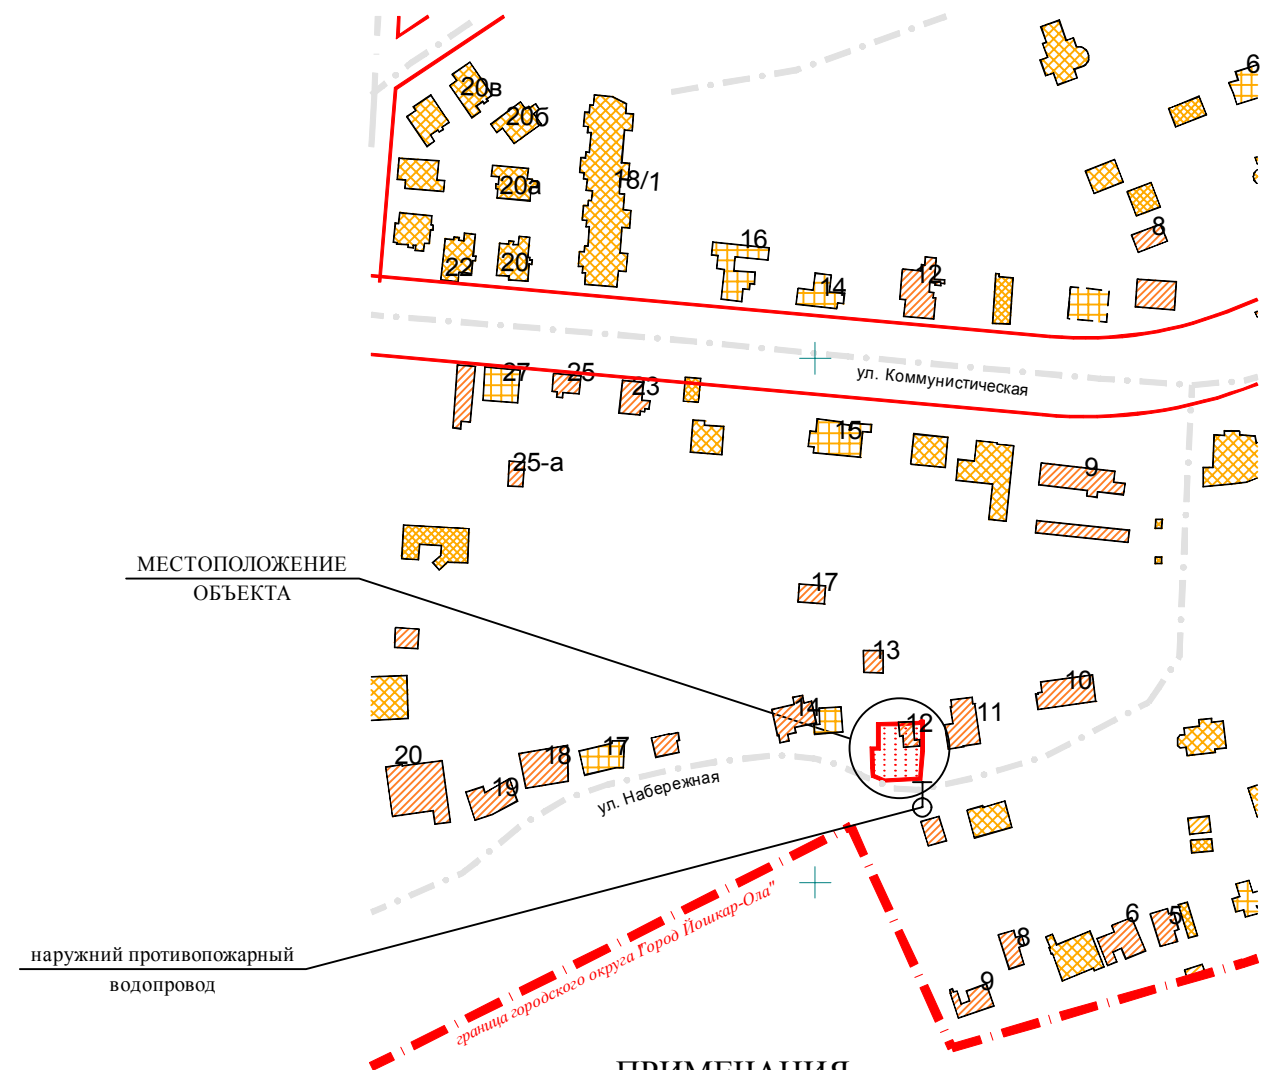 6
20в
20б
20а
18/1
8
16
22
20
12
14
ул. Коммунистическая
27
25
23
15
25-а
9
МЕСТОПОЛОЖЕНИЕ
ОБЪЕКТА
17
13
10
14
12
11
20
18
17
19
ул. Набережная
граница городского округа "Город Йошкар-Ола"
6
5
8
9
наружний противопожарный
водопровод
ПРИМЕЧАНИЯ